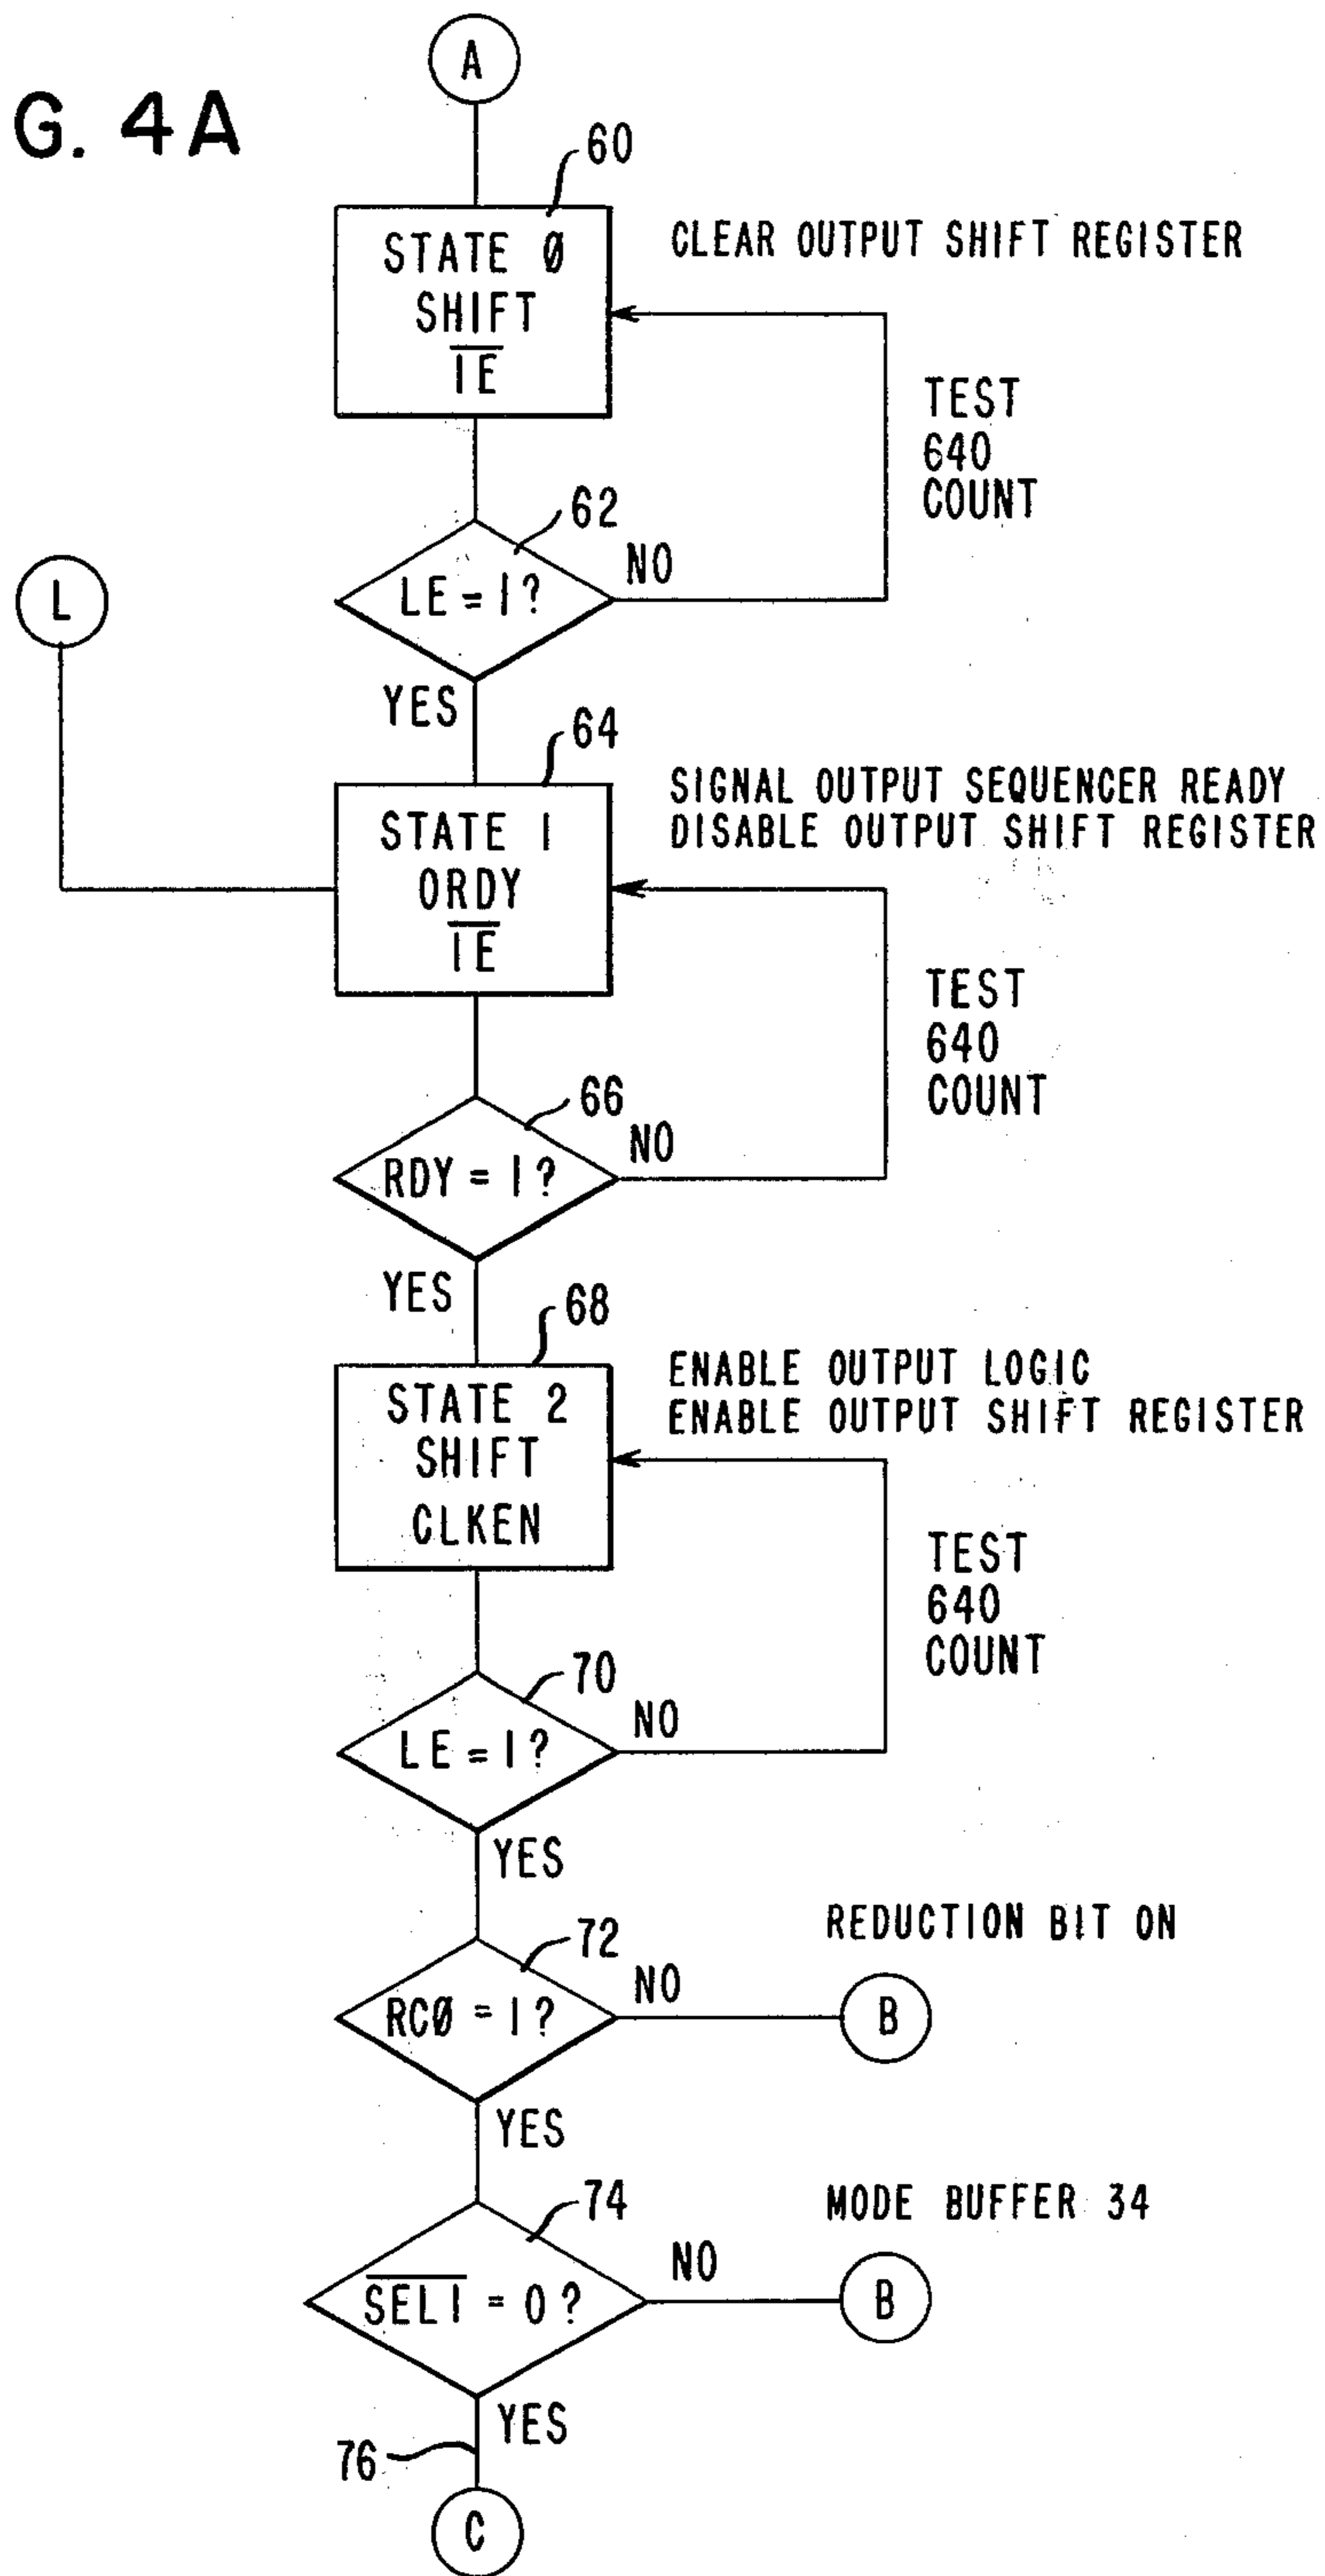 A
G. 4A
60
STATE Ø
SHIFT
I̅E̅
CLEAR OUTPUT SHIFT REGISTER
TEST
640
COUNT
62
LE = 1?
NO
L
YES
64
STATE 1
ORDY
I̅E̅
SIGNAL OUTPUT SEQUENCER READY
DISABLE OUTPUT SHIFT REGISTER
TEST
640
COUNT
66
RDY = 1?
NO
YES
68
STATE 2
SHIFT
CLKEN
ENABLE OUTPUT LOGIC
ENABLE OUTPUT SHIFT REGISTER
TEST
640
COUNT
70
LE = 1?
NO
YES
REDUCTION BIT ON
72
RCØ = 1?
NO
B
YES
MODE BUFFER 34
74
S̅E̅L̅1̅ = 0?
NO
B
YES
76
C